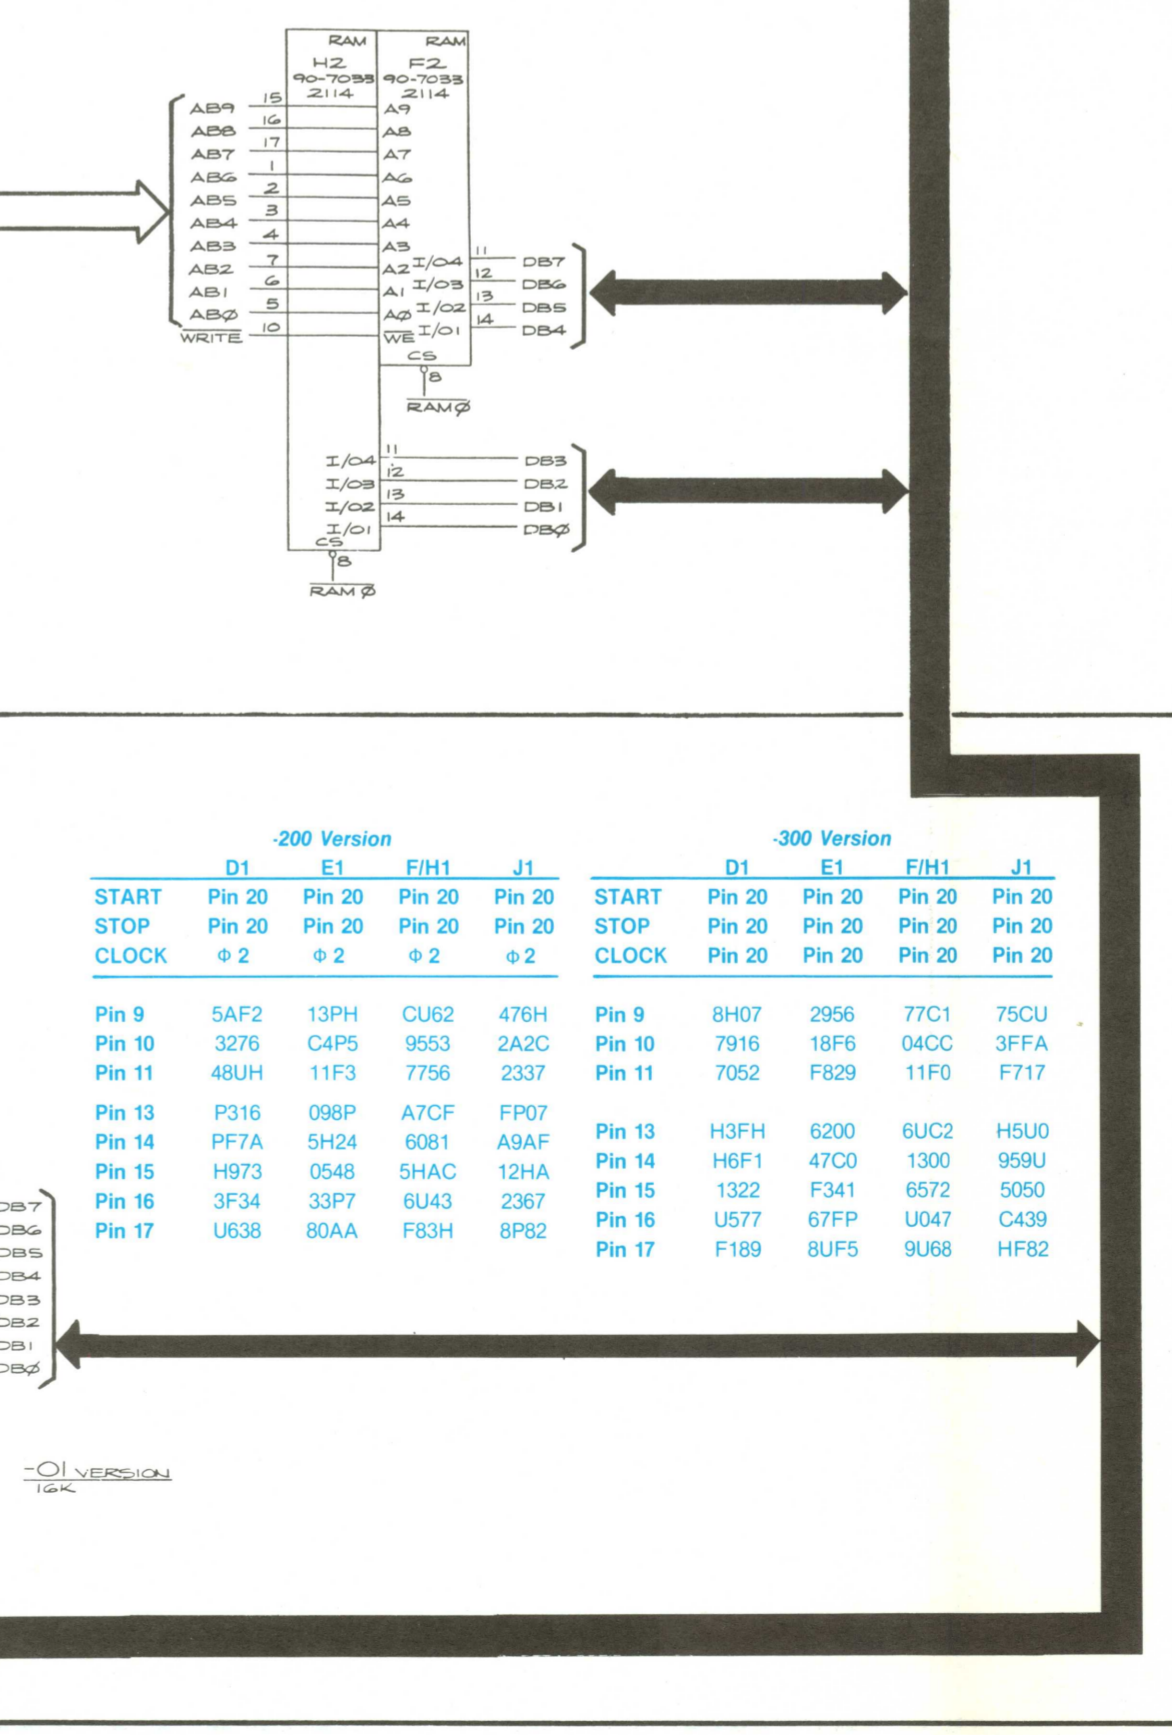 RAM RAM
H2 F2
90-7033 90-7033
2114 2114
AB9 15 A9
AB8 16 A8
AB7 17 A7
AB6 1 A6
AB5 2 A5
AB4 3 A4
AB3 4 A3
AB2 7 A2 I/O4 11 DB7
AB1 6 A1 I/O3 12 DB6
ABØ 5 AØ I/O2 13 DB5
WRITE 10 WE I/O1 14 DB4
CS
8
RAMØ
I/O4 11 DB3
I/O3 12 DB2
I/O2 13 DB1
I/O1 14 DBØ
CS
8
RAMØ
-200 Version
D1 E1 F/H1 J1
START Pin 20 Pin 20 Pin 20 Pin 20
STOP Pin 20 Pin 20 Pin 20 Pin 20
CLOCK Φ 2 Φ 2 Φ 2 Φ 2
Pin 9 5AF2 13PH CU62 476H
Pin 10 3276 C4P5 9553 2A2C
Pin 11 48UH 11F3 7756 2337
Pin 13 P316 098P A7CF FP07
Pin 14 PF7A 5H24 6081 A9AF
Pin 15 H973 0548 5HAC 12HA
Pin 16 3F34 33P7 6U43 2367
Pin 17 U638 80AA F83H 8P82
-300 Version
D1 E1 F/H1 J1
START Pin 20 Pin 20 Pin 20 Pin 20
STOP Pin 20 Pin 20 Pin 20 Pin 20
CLOCK Pin 20 Pin 20 Pin 20 Pin 20
Pin 9 8H07 2956 77C1 75CU
Pin 10 7916 18F6 04CC 3FFA
Pin 11 7052 F829 11F0 F717
Pin 13 H3FH 6200 6UC2 H5U0
Pin 14 H6F1 47C0 1300 959U
Pin 15 1322 F341 6572 5050
Pin 16 U577 67FP U047 C439
Pin 17 F189 8UF5 9U68 HF82
DB7
DB6
DB5
DB4
DB3
DB2
DB1
DBØ
-01 VERSION
16K